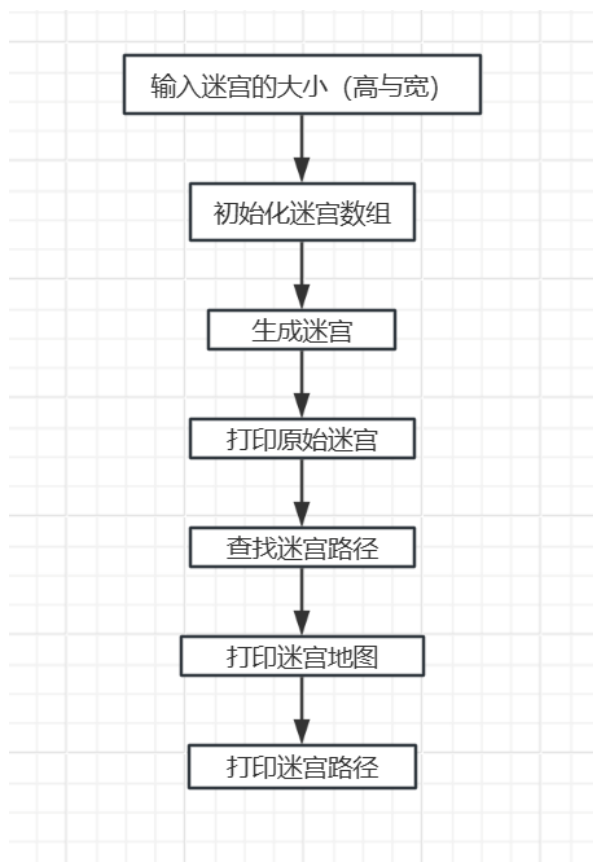 输入迷宫的大小（高与宽）
初始化迷宫数组
生成迷宫
打印原始迷宫
查找迷宫路径
打印迷宫地图
打印迷宫路径